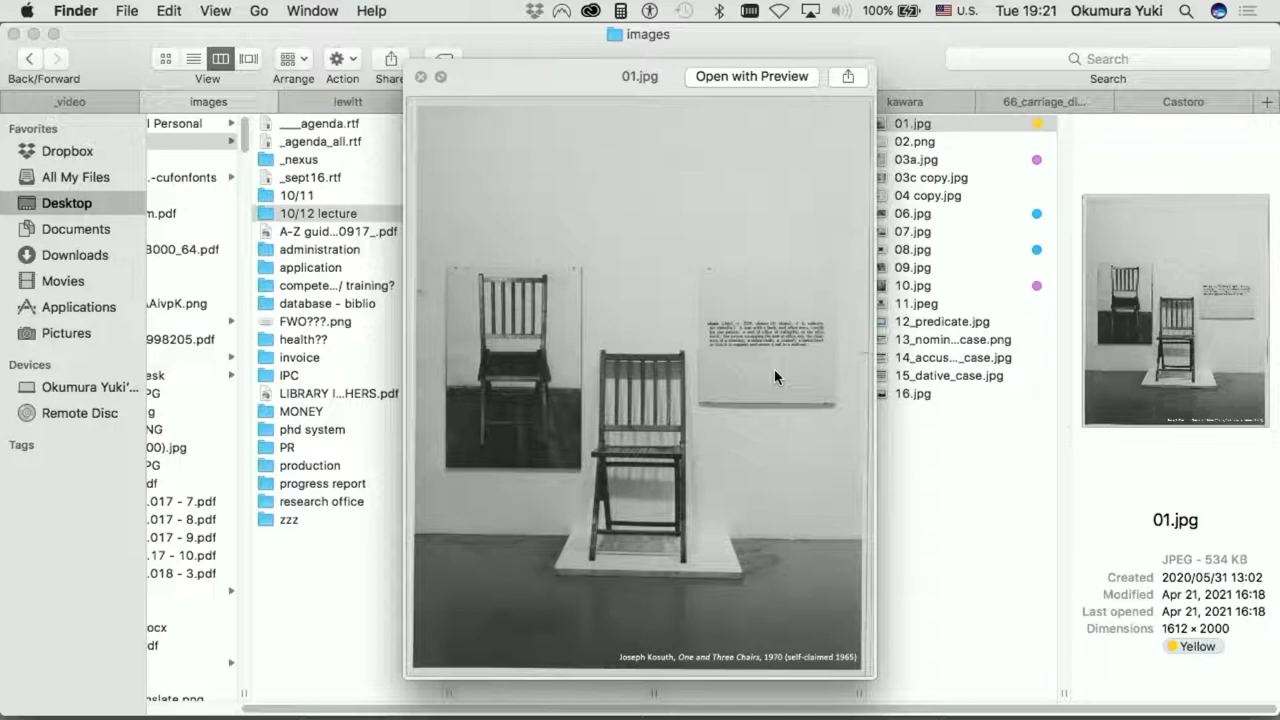 Finder File Edit View Go Window Help 100% U.S. Tue 19:21 Okumura Yuki
images
Back/Forward View Arrange Action Share Search
01.jpg Open with Preview
Search
_video images lewitt kawara 66_carriage_di... Castoro
Favorites
Dropbox
All My Files
Desktop
Documents
Downloads
Movies
Applications
Pictures
Devices
Okumura Yuki'...
Remote Disc
Tags
l Personal
.-cufonfonts
m.pdf
8000_64.pdf
AivpK.png
998205.pdf
esk
PG
g
NG
00).jpg
PG
df
.017 - 7.pdf
.017 - 8.pdf
.017 - 9.pdf
.17 - 10.pdf
.018 - 3.pdf
ocx
df
nslate.png
___agenda.rtf
_agenda_all.rtf
_nexus
_sept16.rtf
10/11
10/12 lecture
A-Z guid...0917_.pdf
administration
application
compete.../ training?
database - biblio
FWO???.png
health??
invoice
IPC
LIBRARY I...HERS.pdf
MONEY
phd system
PR
production
progress report
research office
zzz
Joseph Kosuth, One and Three Chairs, 1970 (self-claimed 1965)
01.jpg
02.png
03a.jpg
03c copy.jpg
04 copy.jpg
06.jpg
07.jpg
08.jpg
09.jpg
10.jpg
11.jpeg
12_predicate.jpg
13_nomin...case.png
14_accus..._case.jpg
15_dative_case.jpg
16.jpg
01.jpg
JPEG - 534 KB
Created 2020/05/31 13:02
Modified Apr 21, 2021 16:18
Last opened Apr 21, 2021 16:18
Dimensions 1612 × 2000
Yellow